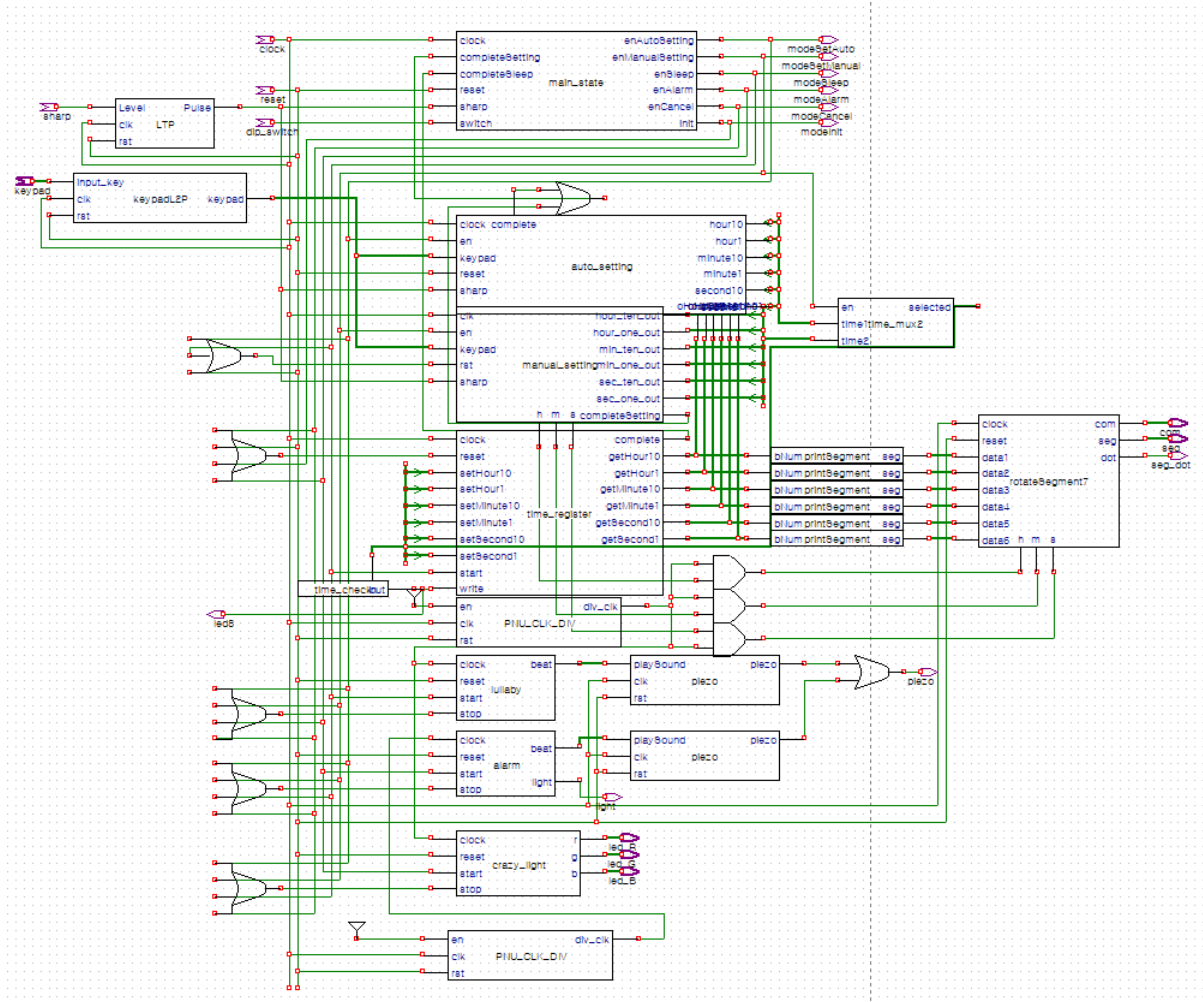 clock
reset
dip_switch
sharp
keypad
Level Pulse
clk LTP
rst
input_key
clk keypadL2P keypad
rst
clock enAutoSetting
completeSetting enManualSetting
completeSleep enSleep
main_state
reset enAlarm
sharp enCancel
switch init
modeSetAuto
modeSetManual
modeSleep
modeAlarm
modeCancel
modeInit
clock complete hour10
en hour1
keypad minute10
auto_setting
reset minute1
sharp second10
clk hour_ten_out
en hour_one_out
keypad min_ten_out
rst manual_setting min_one_out
sharp sec_ten_out
sec_one_out
h m s completeSetting
en selected
time1 time_mux2
time2
clock complete
reset getHour10
setHour10 getHour1
setHour1 getMinute10
setMinute10 getMinute1
time_register
setMinute1 getSecond10
setSecond10 getSecond1
setSecond1
start
write
bNum printSegment seg
bNum printSegment seg
bNum printSegment seg
bNum printSegment seg
bNum printSegment seg
bNum printSegment seg
clock com
reset seg
data1 dot
data2
rotateSegment7
data3
data4
data5
data6 h m s
com
seg
seg_dot
time_check out
led8
en div_clk
clk PNU_CLK_DIV
rst
clock beat
reset
lullaby
start
stop
playSound piezo
clk piezo
rst
piezo
clock
beat
reset
alarm
start
light
stop
playSound piezo
clk piezo
rst
light
clock r
reset g
crazy_light
start b
stop
led_R
led_G
led_B
en div_clk
clk PNU_CLK_DIV
rst